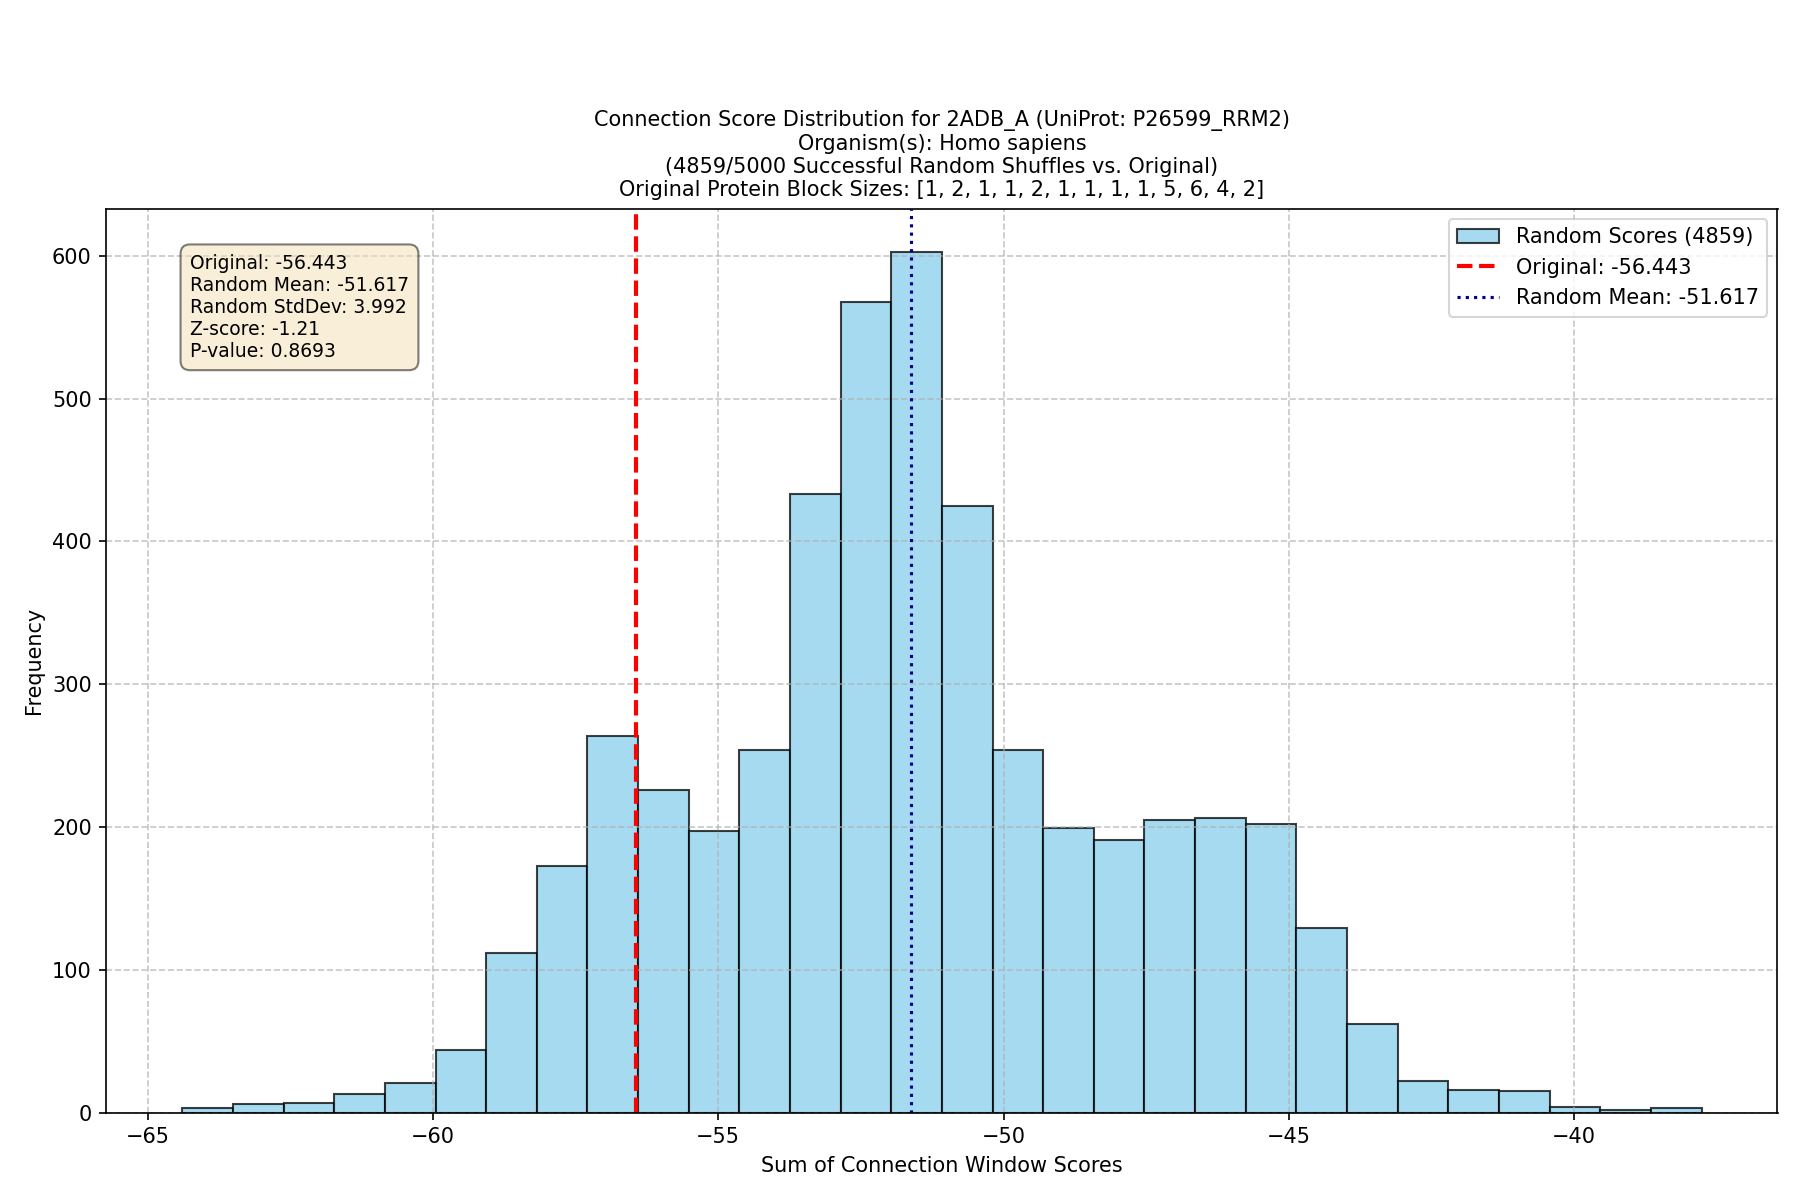 Connection Score Distribution for 2ADB_A (UniProt: P26599_RRM2)
Organism(s): Homo sapiens
(4859/5000 Successful Random Shuffles vs. Original)
Original Protein Block Sizes: [1, 2, 1, 1, 2, 1, 1, 1, 1, 5, 6, 4, 2]
Original: -56.443
Random Mean: -51.617
Random StdDev: 3.992
Z-score: -1.21
P-value: 0.8693
Random Scores (4859)
Original: -56.443
Random Mean: -51.617
Frequency
600
500
400
300
200
100
0
−65
−60
−55
−50
−45
−40
Sum of Connection Window Scores